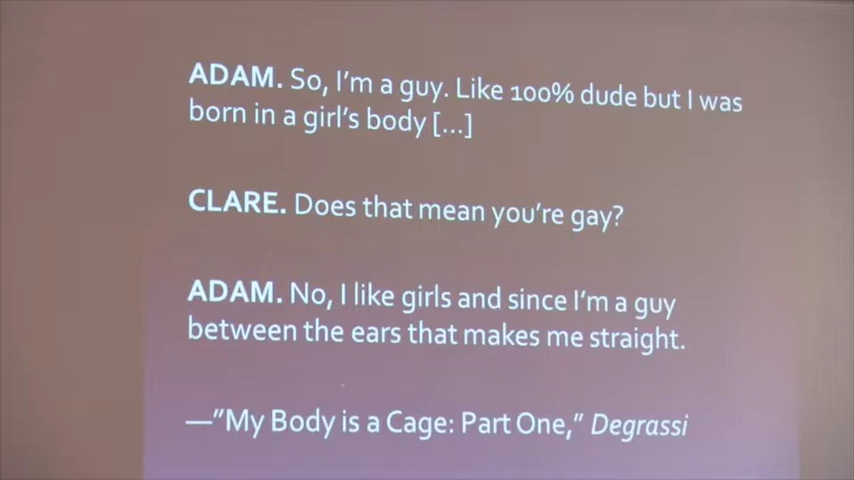 ADAM. So, I'm a guy. Like 100% dude but I was
born in a girl's body [...]
CLARE. Does that mean you're gay?
ADAM. No, I like girls and since I'm a guy
between the ears that makes me straight.
—"My Body is a Cage: Part One," Degrassi